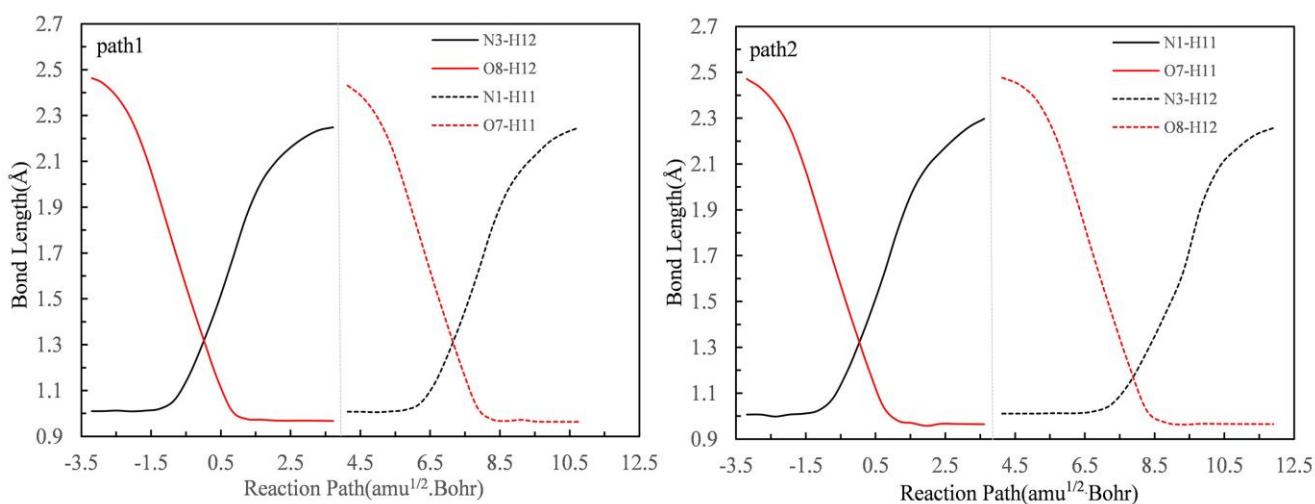 path1
N3-H12
O8-H12
N1-H11
O7-H11
2.7
2.5
2.3
2.1
1.9
1.7
1.5
1.3
1.1
0.9
Bond Length(Å)
-3.5 -1.5 0.5 2.5 4.5 6.5 8.5 10.5 12.5
Reaction Path(amu1/2.Bohr)
path2
N1-H11
O7-H11
N3-H12
O8-H12
2.7
2.5
2.3
2.1
1.9
1.7
1.5
1.3
1.1
0.9
Bond Length(Å)
-3.5 -1.5 0.5 2.5 4.5 6.5 8.5 10.5 12.5
Reaction Path(amu1/2.Bohr)